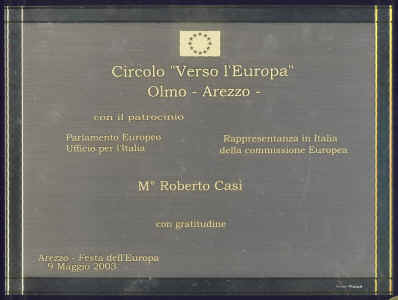 Circolo "Verso l'Europa"
Olmo - Arezzo -
con il patrocinio
Parlamento Europeo
Ufficio per l'Italia
Rappresentanza in Italia
della commissione Europea
M° Roberto Casi
con gratitudine
Arezzo - Festa dell'Europa
9 Maggio 2003